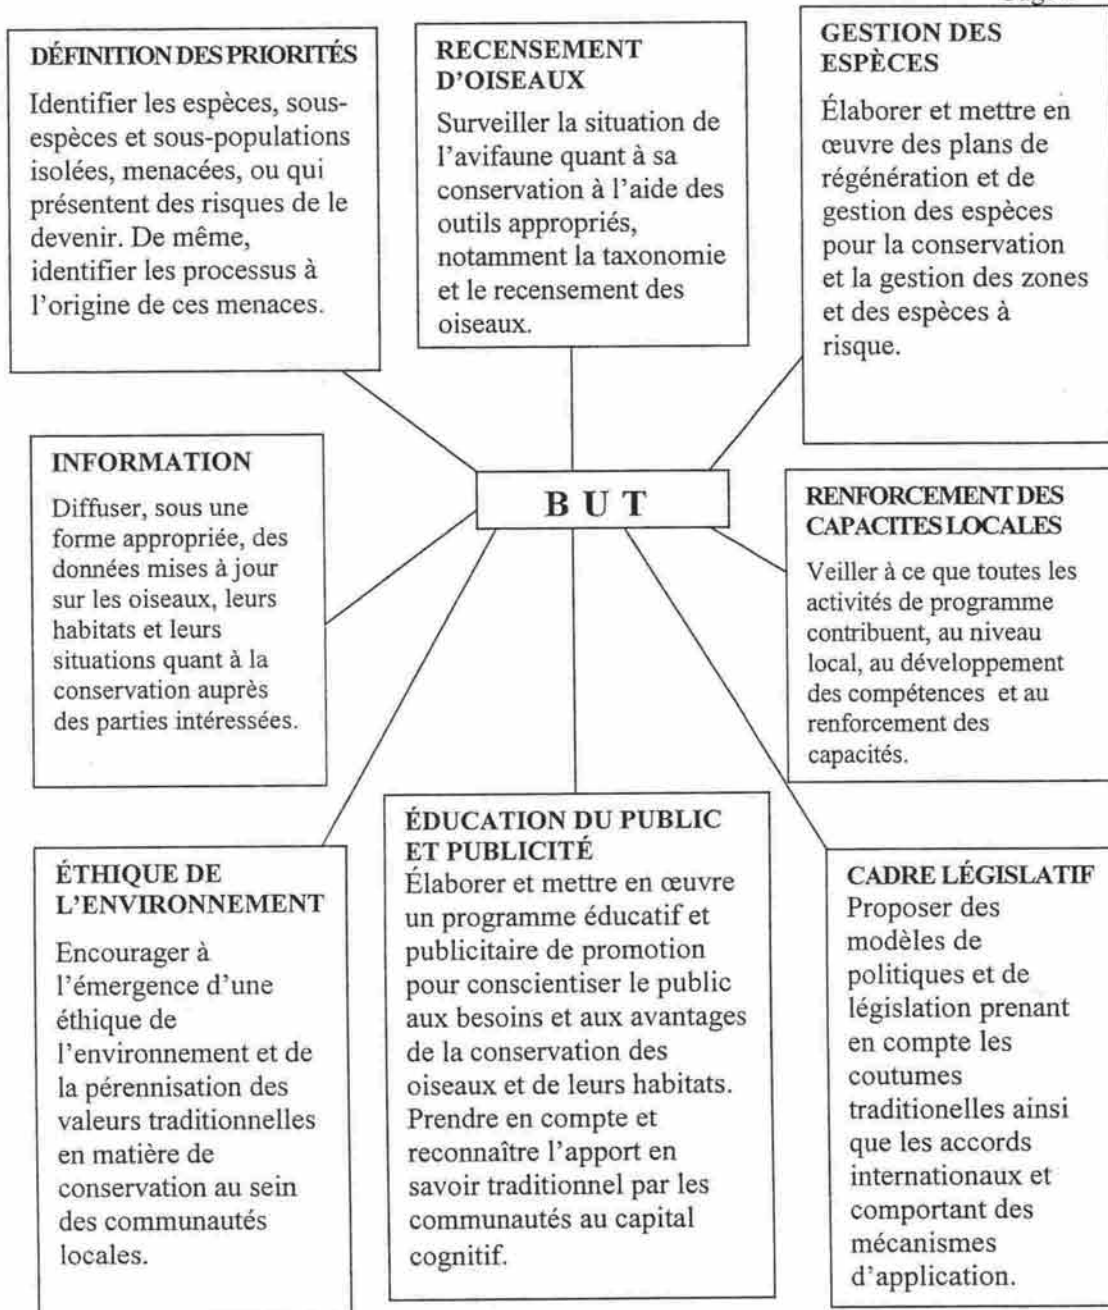 DÉFINITION DES PRIORITÉS
Identifier les espèces, sous-
espèces et sous-populations
isolées, menacées, ou qui
présentent des risques de le
devenir. De même,
identifier les processus à
l'origine de ces menaces.
RECENSEMENT
D'OISEAUX
Surveiller la situation de
l'avifaune quant à sa
conservation à l'aide des
outils appropriés,
notamment la taxonomie
et le recensement des
oiseaux.
GESTION DES
ESPÈCES
Élaborer et mettre en
œuvre des plans de
régénération et de
gestion des espèces
pour la conservation
et la gestion des zones
et des espèces à
risque.
INFORMATION
Diffuser, sous une
forme appropriée, des
données mises à jour
sur les oiseaux, leurs
habitats et leurs
situations quant à la
conservation auprès
des parties intéressées.
B U T
RENFORCEMENT DES
CAPACITES LOCALES
Veiller à ce que toutes les
activités de programme
contribuent, au niveau
local, au développement
des compétences et au
renforcement des
capacités.
ÉTHIQUE DE
L'ENVIRONNEMENT
Encourager à
l'émergence d'une
éthique de
l'environnement et de
la pérennisation des
valeurs traditionnelles
en matière de
conservation au sein
des communautés
locales.
ÉDUCATION DU PUBLIC
ET PUBLICITÉ
Élaborer et mettre en œuvre
un programme éducatif et
publicitaire de promotion
pour conscientiser le public
aux besoins et aux avantages
de la conservation des
oiseaux et de leurs habitats.
Prendre en compte et
reconnaître l'apport en
savoir traditionnel par les
communautés au capital
cognitif.
CADRE LÉGISLATIF
Proposer des
modèles de
politiques et de
législation prenant
en compte les
coutumes
traditionelles ainsi
que les accords
internationaux et
comportant des
mécanismes
d'application.